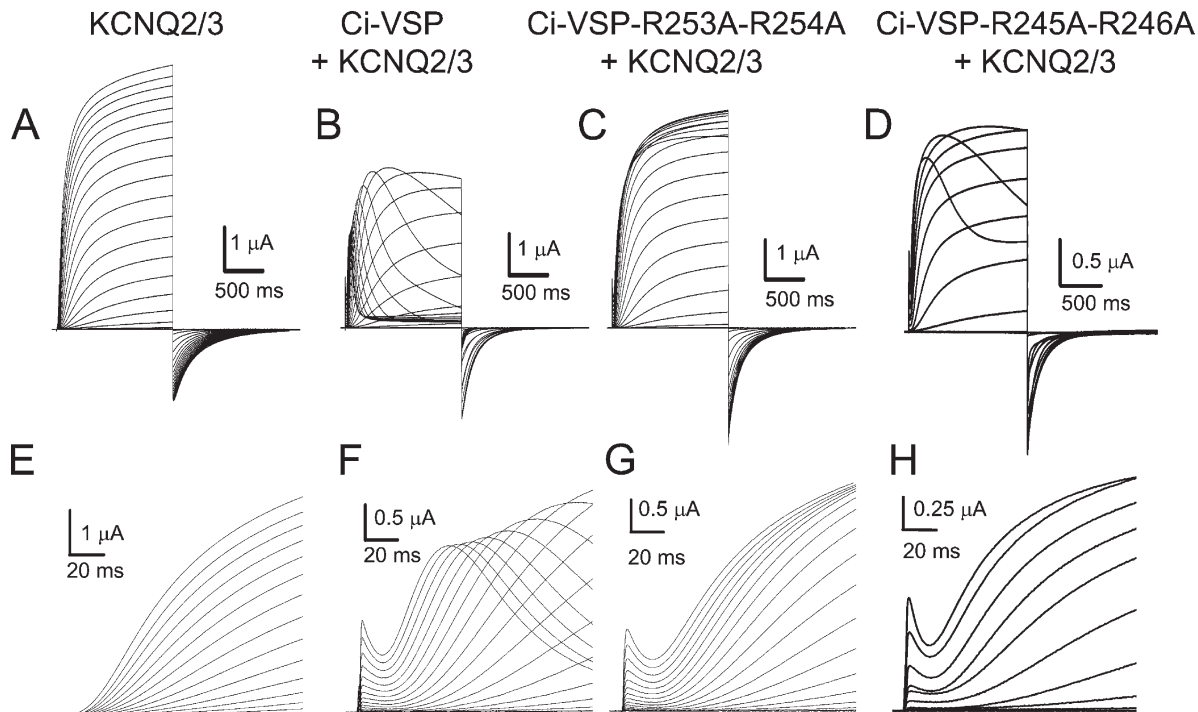 KCNQ2/3
Ci-VSP
+ KCNQ2/3
Ci-VSP-R253A-R254A
+ KCNQ2/3
Ci-VSP-R245A-R246A
+ KCNQ2/3
A
B
C
D
1 μA
500 ms
1 μA
500 ms
1 μA
500 ms
0.5 μA
500 ms
E
F
G
H
1 μA
20 ms
0.5 μA
20 ms
0.5 μA
20 ms
0.25 μA
20 ms